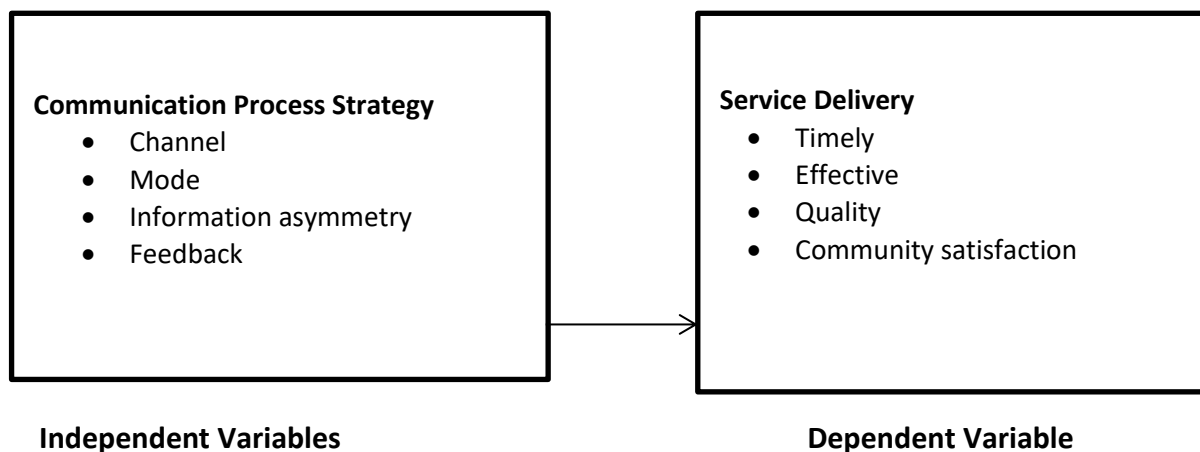 Communication Process Strategy
• Channel
• Mode
• Information asymmetry
• Feedback
Service Delivery
• Timely
• Effective
• Quality
• Community satisfaction
Independent Variables
Dependent Variable